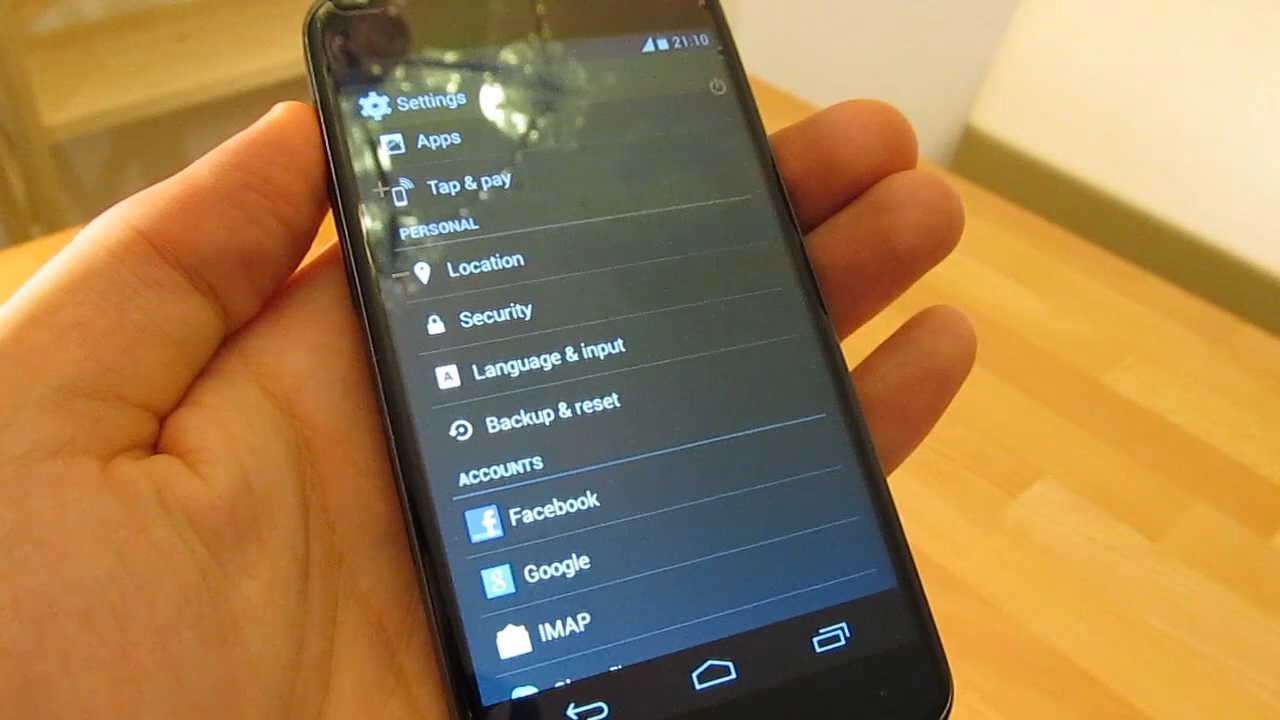 21:10
Settings
Apps
Tap & pay
PERSONAL
Location
Security
A
Language & input
Backup & reset
ACCOUNTS
f
Facebook
g
Google
IMAP